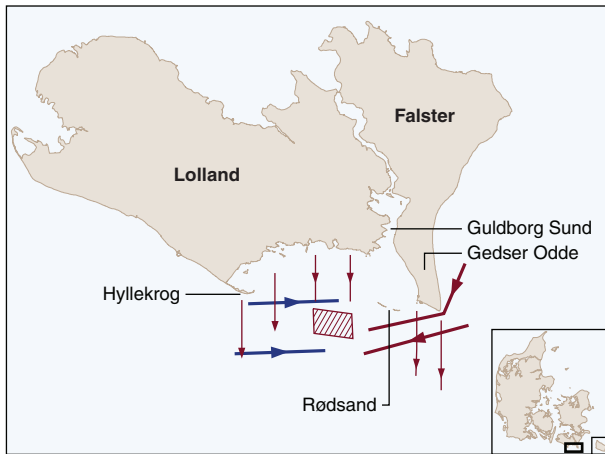 Falster
Lolland
Guldborg Sund
Gedser Odde
Hyllekrog
Rødsand